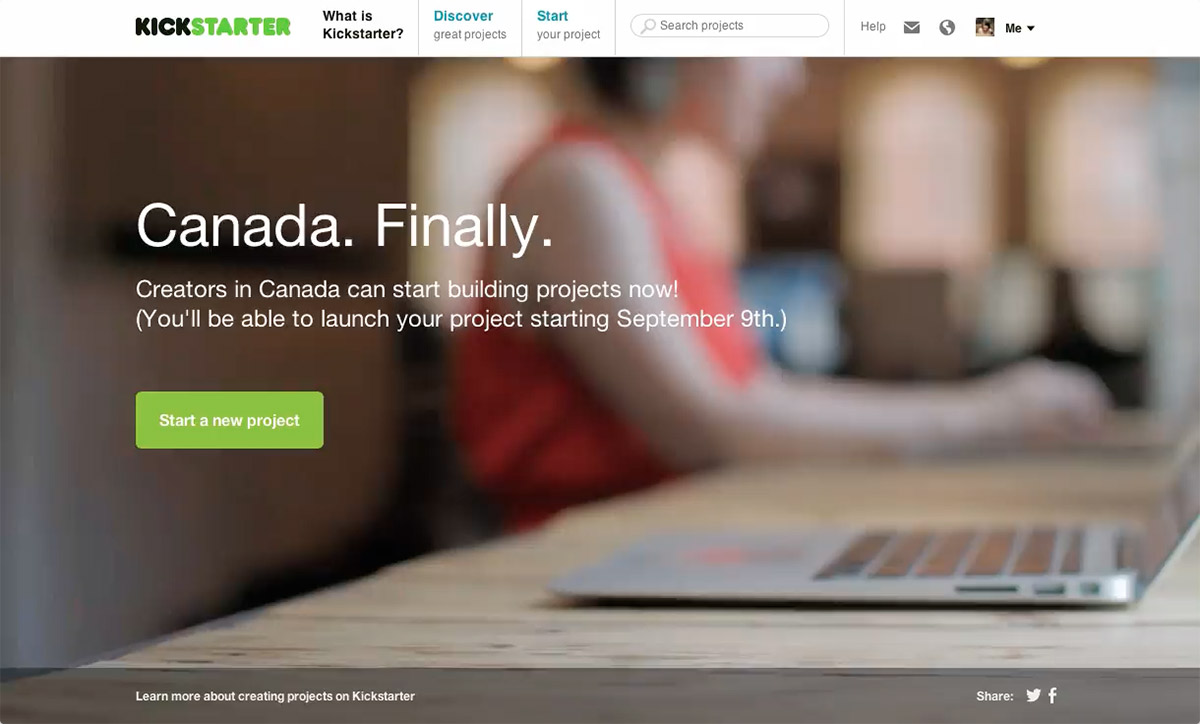 KICKSTARTER
What is
Kickstarter?
Discover
great projects
Start
your project
Search projects
Help
Me
Canada. Finally.
Creators in Canada can start building projects now!
(You'll be able to launch your project starting September 9th.)
Start a new project
Learn more about creating projects on Kickstarter
Share: